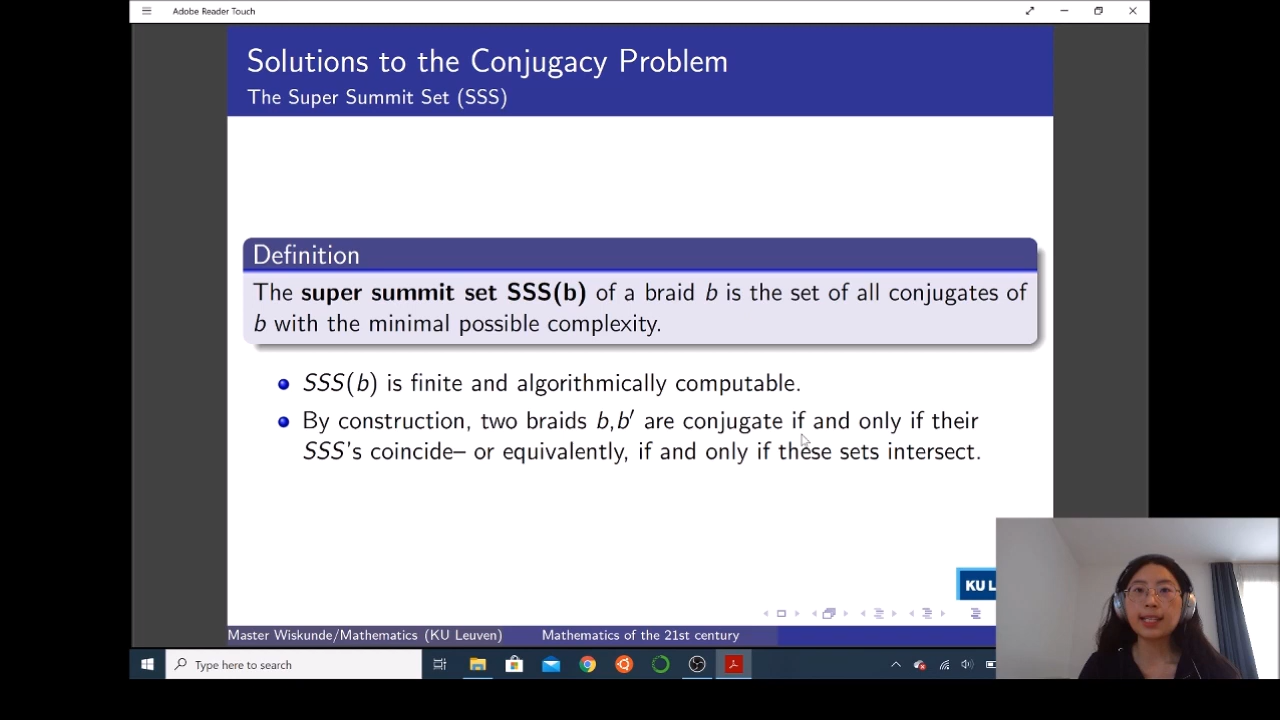 Adobe Reader Touch
Solutions to the Conjugacy Problem
The Super Summit Set (SSS)
Definition
The super summit set SSS(b) of a braid b is the set of all conjugates of
b with the minimal possible complexity.
SSS(b) is finite and algorithmically computable.
By construction, two braids b,b′ are conjugate if and only if their
SSS's coincide– or equivalently, if and only if these sets intersect.
KU L
Master Wiskunde/Mathematics (KU Leuven) Mathematics of the 21st century
Type here to search